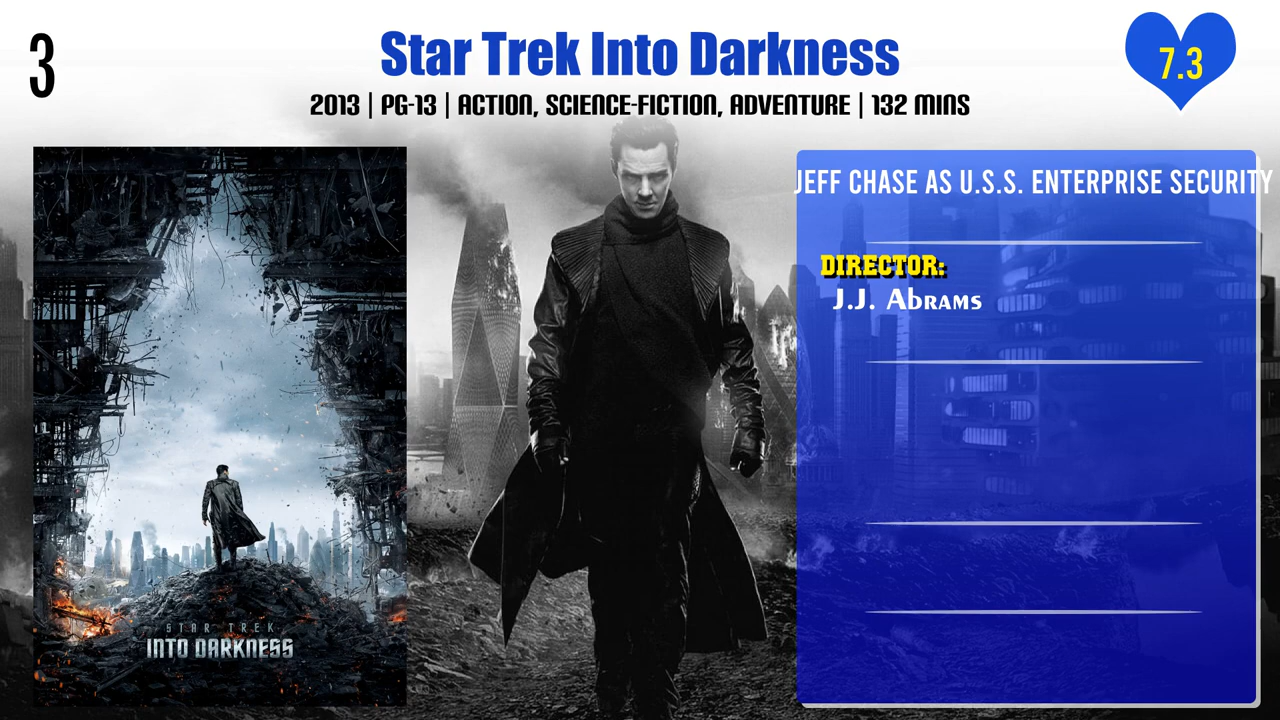 3
Star Trek Into Darkness
7.3
2013 | PG-13 | ACTION, SCIENCE-FICTION, ADVENTURE | 132 MINS
JEFF CHASE AS U.S.S. ENTERPRISE SECURITY
DIRECTOR:
J.J. ABRAMS
STAR TREK
INTO DARKNESS